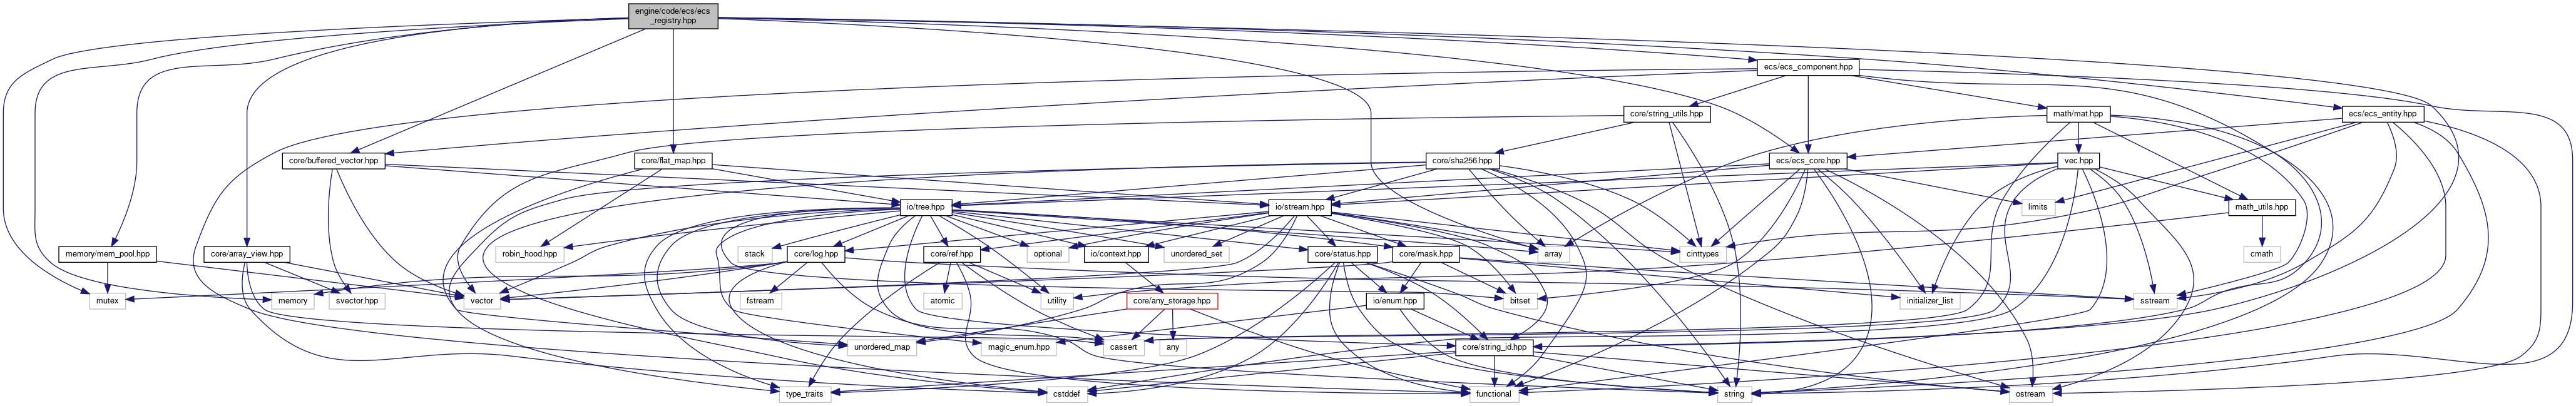 engine/code/ecs/ecs
_registry.hpp
ecs/ecs_component.hpp
core/string_utils.hpp
math/mat.hpp
ecs/ecs_entity.hpp
core/buffered_vector.hpp
core/flat_map.hpp
core/sha256.hpp
ecs/ecs_core.hpp
vec.hpp
io/tree.hpp
io/stream.hpp
limits
math_utils.hpp
memory/mem_pool.hpp
core/array_view.hpp
robin_hood.hpp
stack
core/log.hpp
core/ref.hpp
optional
io/context.hpp
unordered_set
core/status.hpp
core/mask.hpp
array
cinttypes
cmath
mutex
memory
svector.hpp
vector
fstream
atomic
utility
core/any_storage.hpp
io/enum.hpp
bitset
initializer_list
sstream
unordered_map
magic_enum.hpp
cassert
any
core/string_id.hpp
type_traits
cstddef
functional
string
ostream